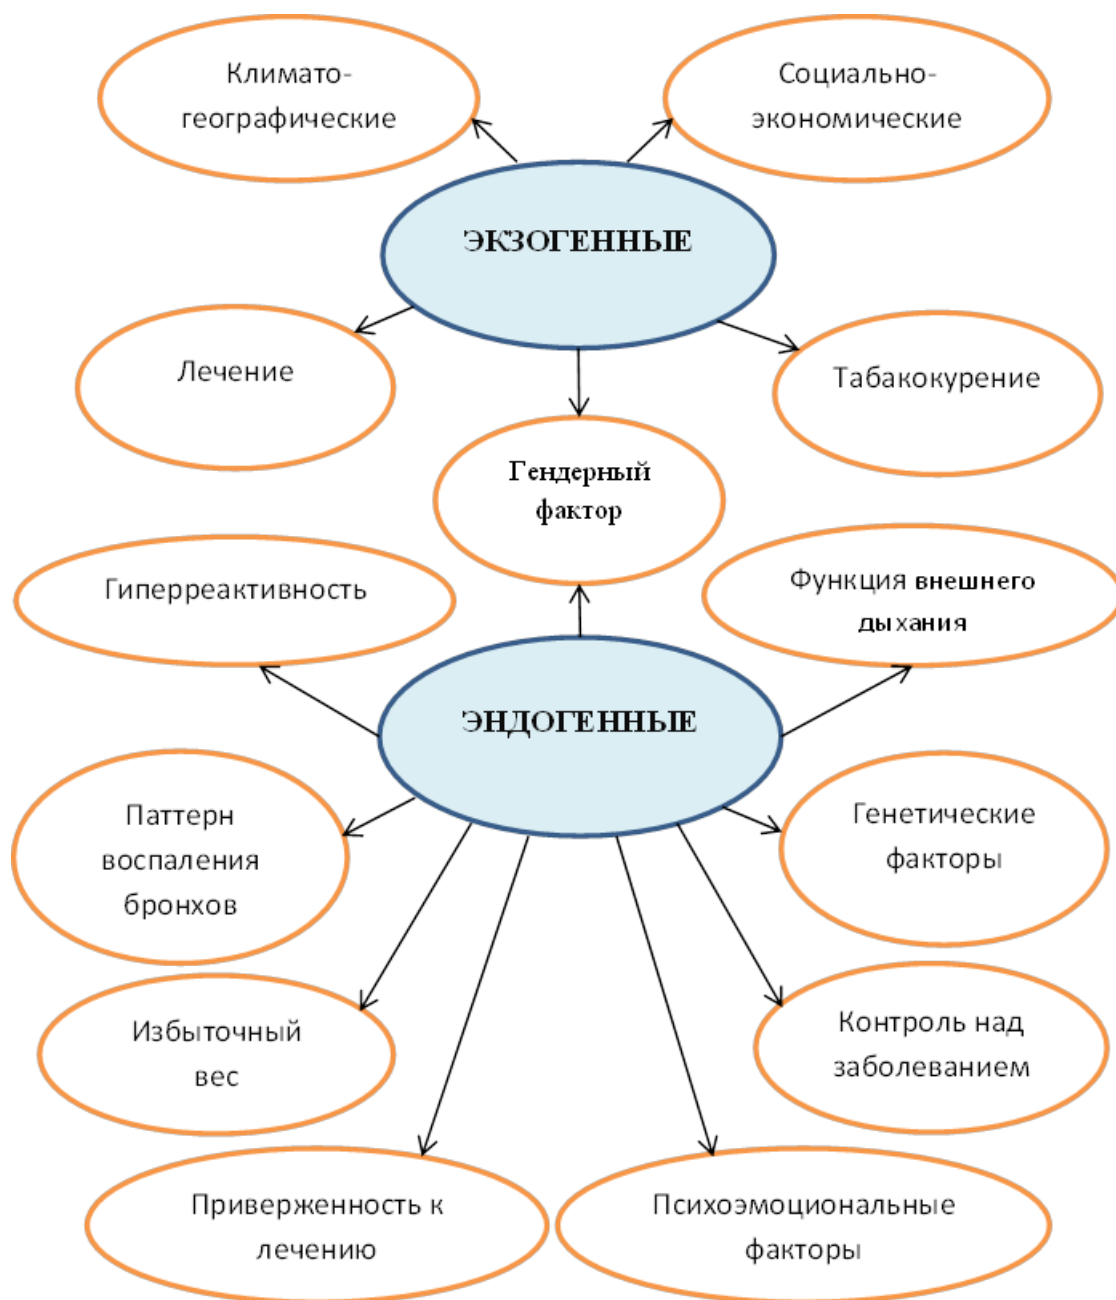 Климато-
географические
Социально-
экономические
ЭКЗОГЕННЫЕ
Лечение
Табакокурение
Гендерный
фактор
Гиперреактивность
Функция внешнего
дыхания
ЭНДОГЕННЫЕ
Паттерн
воспаления
бронхов
Генетические
факторы
Избыточный
вес
Контроль над
заболеванием
Приверженность к
лечению
Психоэмоциональные
факторы